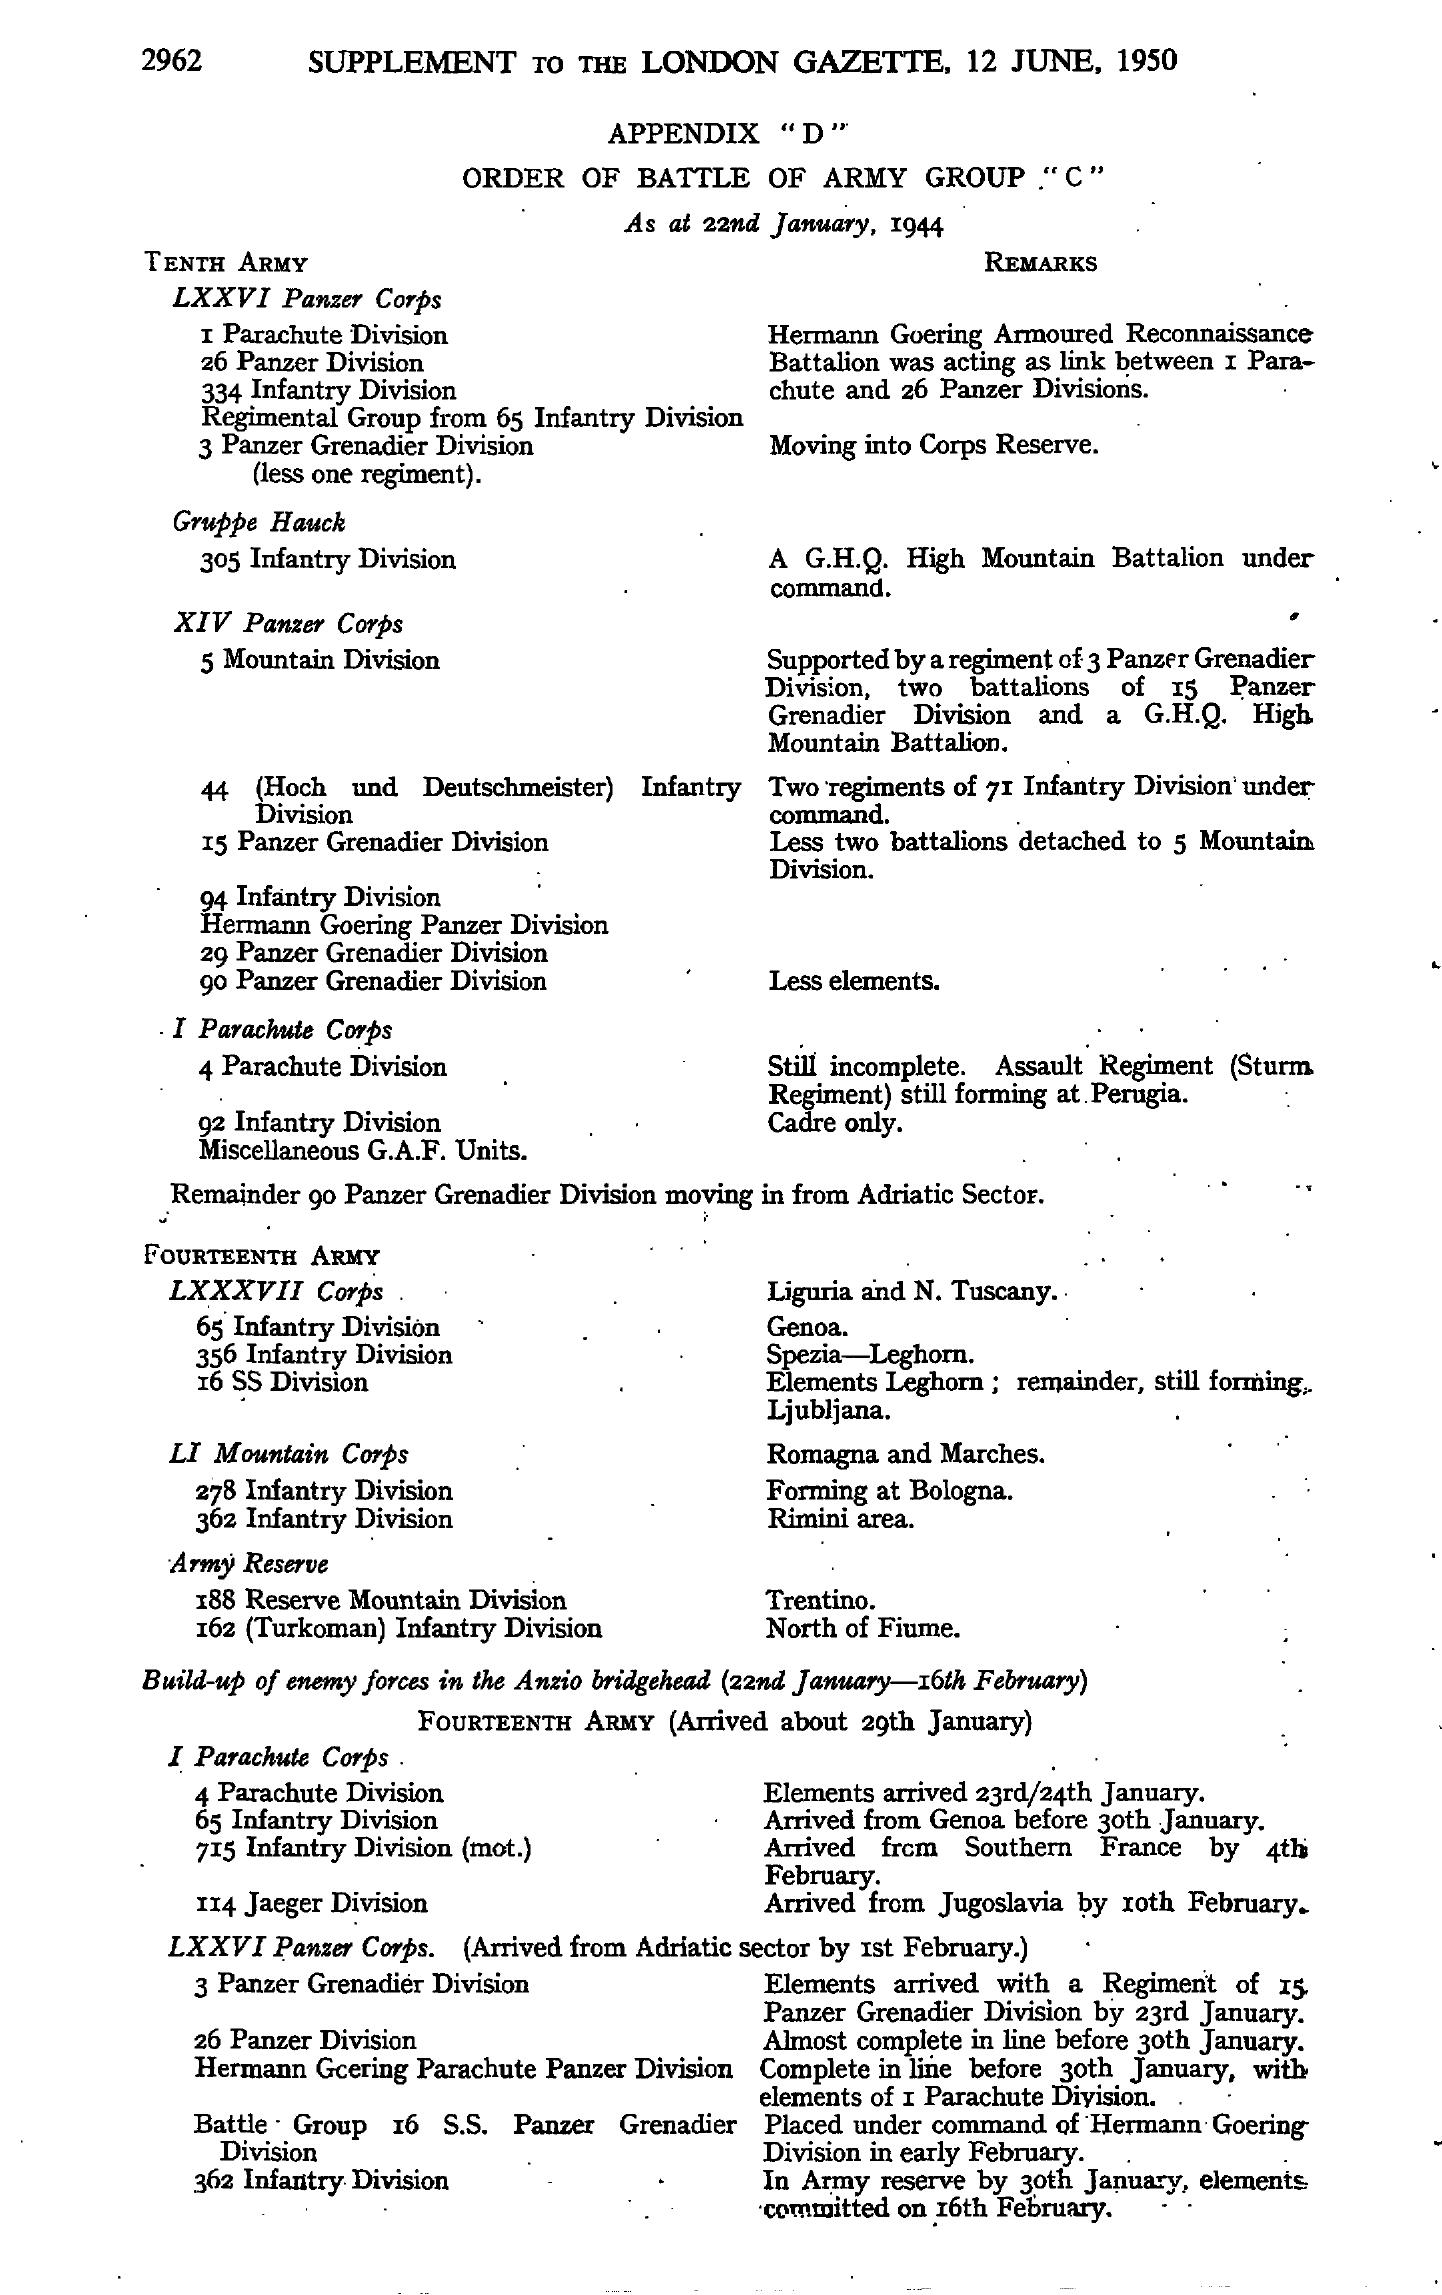 2962 SUPPLEMENT TO THE LONDON GAZETTE, 12 JUNE, 1950
APPENDIX "D"
ORDER OF BATTLE OF ARMY GROUP "C"
As at 22nd January, 1944
TENTH ARMY REMARKS
LXXVI Panzer Corps
1 Parachute Division Hermann Goering Armoured Reconnaissance
26 Panzer Division Battalion was acting as link between 1 Para-
334 Infantry Division chute and 26 Panzer Divisions.
Regimental Group from 65 Infantry Division
3 Panzer Grenadier Division Moving into Corps Reserve.
(less one regiment).
Gruppe Hauck
305 Infantry Division A G.H.Q. High Mountain Battalion under
command.
XIV Panzer Corps
5 Mountain Division Supported by a regiment of 3 Panzer Grenadier
Division, two battalions of 15 Panzer
Grenadier Division and a G.H.Q. High
Mountain Battalion.
44 (Hoch und Deutschmeister) Infantry Two regiments of 71 Infantry Division under
Division command.
15 Panzer Grenadier Division Less two battalions detached to 5 Mountain
Division.
94 Infantry Division
Hermann Goering Panzer Division
29 Panzer Grenadier Division
90 Panzer Grenadier Division Less elements.
I Parachute Corps
4 Parachute Division Still incomplete. Assault Regiment (Sturm
Regiment) still forming at Perugia.
92 Infantry Division Cadre only.
Miscellaneous G.A.F. Units.
Remainder 90 Panzer Grenadier Division moving in from Adriatic Sector.
FOURTEENTH ARMY
LXXXVII Corps Liguria and N. Tuscany.
65 Infantry Division Genoa.
356 Infantry Division Spezia—Leghorn.
16 SS Division Elements Leghorn; remainder, still forming,
Ljubljana.
LI Mountain Corps Romagna and Marches.
278 Infantry Division Forming at Bologna.
362 Infantry Division Rimini area.
Army Reserve
188 Reserve Mountain Division Trentino.
162 (Turkoman) Infantry Division North of Fiume.
Build-up of enemy forces in the Anzio bridgehead (22nd January—16th February)
FOURTEENTH ARMY (Arrived about 29th January)
I Parachute Corps
4 Parachute Division Elements arrived 23rd/24th January.
65 Infantry Division Arrived from Genoa before 30th January.
715 Infantry Division (mot.) Arrived from Southern France by 4th
February.
114 Jaeger Division Arrived from Jugoslavia by 10th February.
LXXVI Panzer Corps. (Arrived from Adriatic sector by 1st February.)
3 Panzer Grenadier Division Elements arrived with a Regiment of 15
Panzer Grenadier Division by 23rd January.
26 Panzer Division Almost complete in line before 30th January.
Hermann Goering Parachute Panzer Division Complete in line before 30th January, with
elements of 1 Parachute Division.
Battle Group 16 S.S. Panzer Grenadier Placed under command of Hermann Goering
Division Division in early February.
362 Infantry Division In Army reserve by 30th January, elements
committed on 16th February.